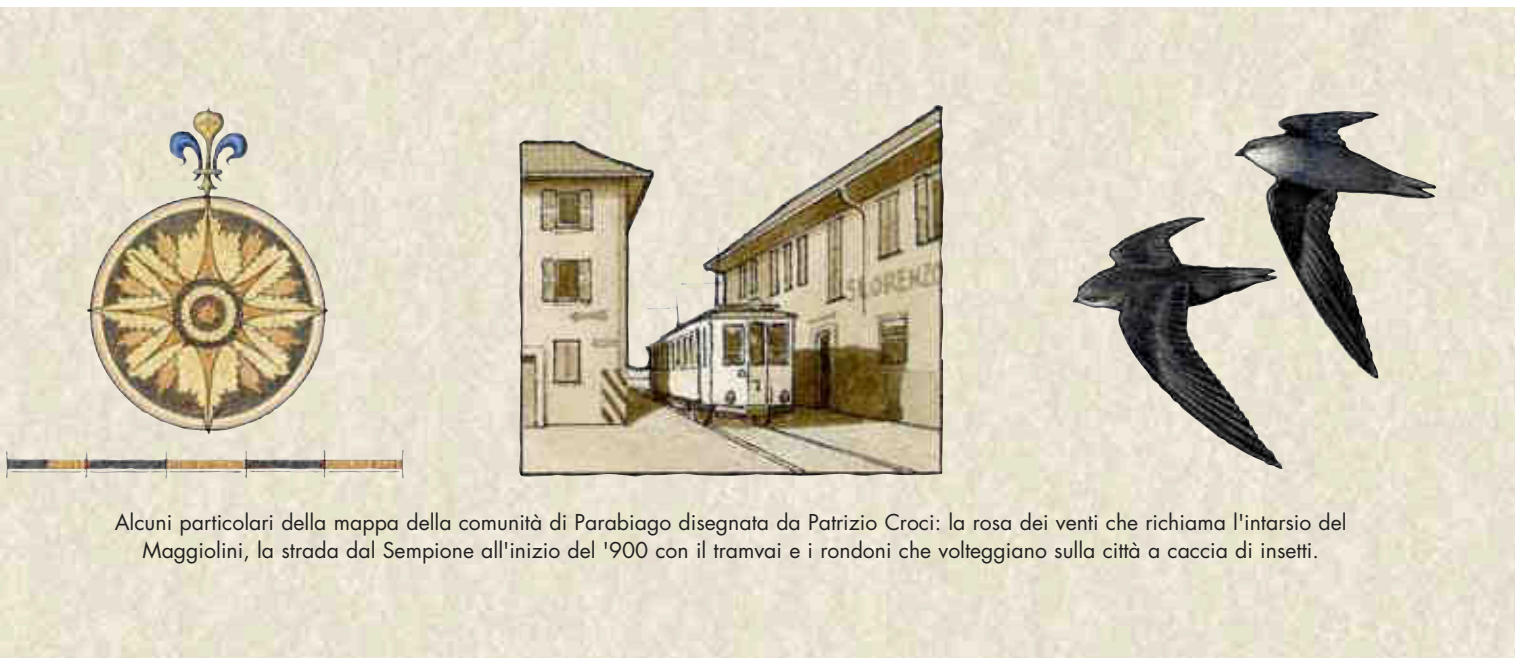 S. LORENZO
Alcuni particolari della mappa della comunità di Parabiago disegnata da Patrizio Croci: la rosa dei venti che richiama l'intarsio del
Maggiolini, la strada dal Sempione all'inizio del '900 con il tramvai e i rondoni che volteggiano sulla città a caccia di insetti.